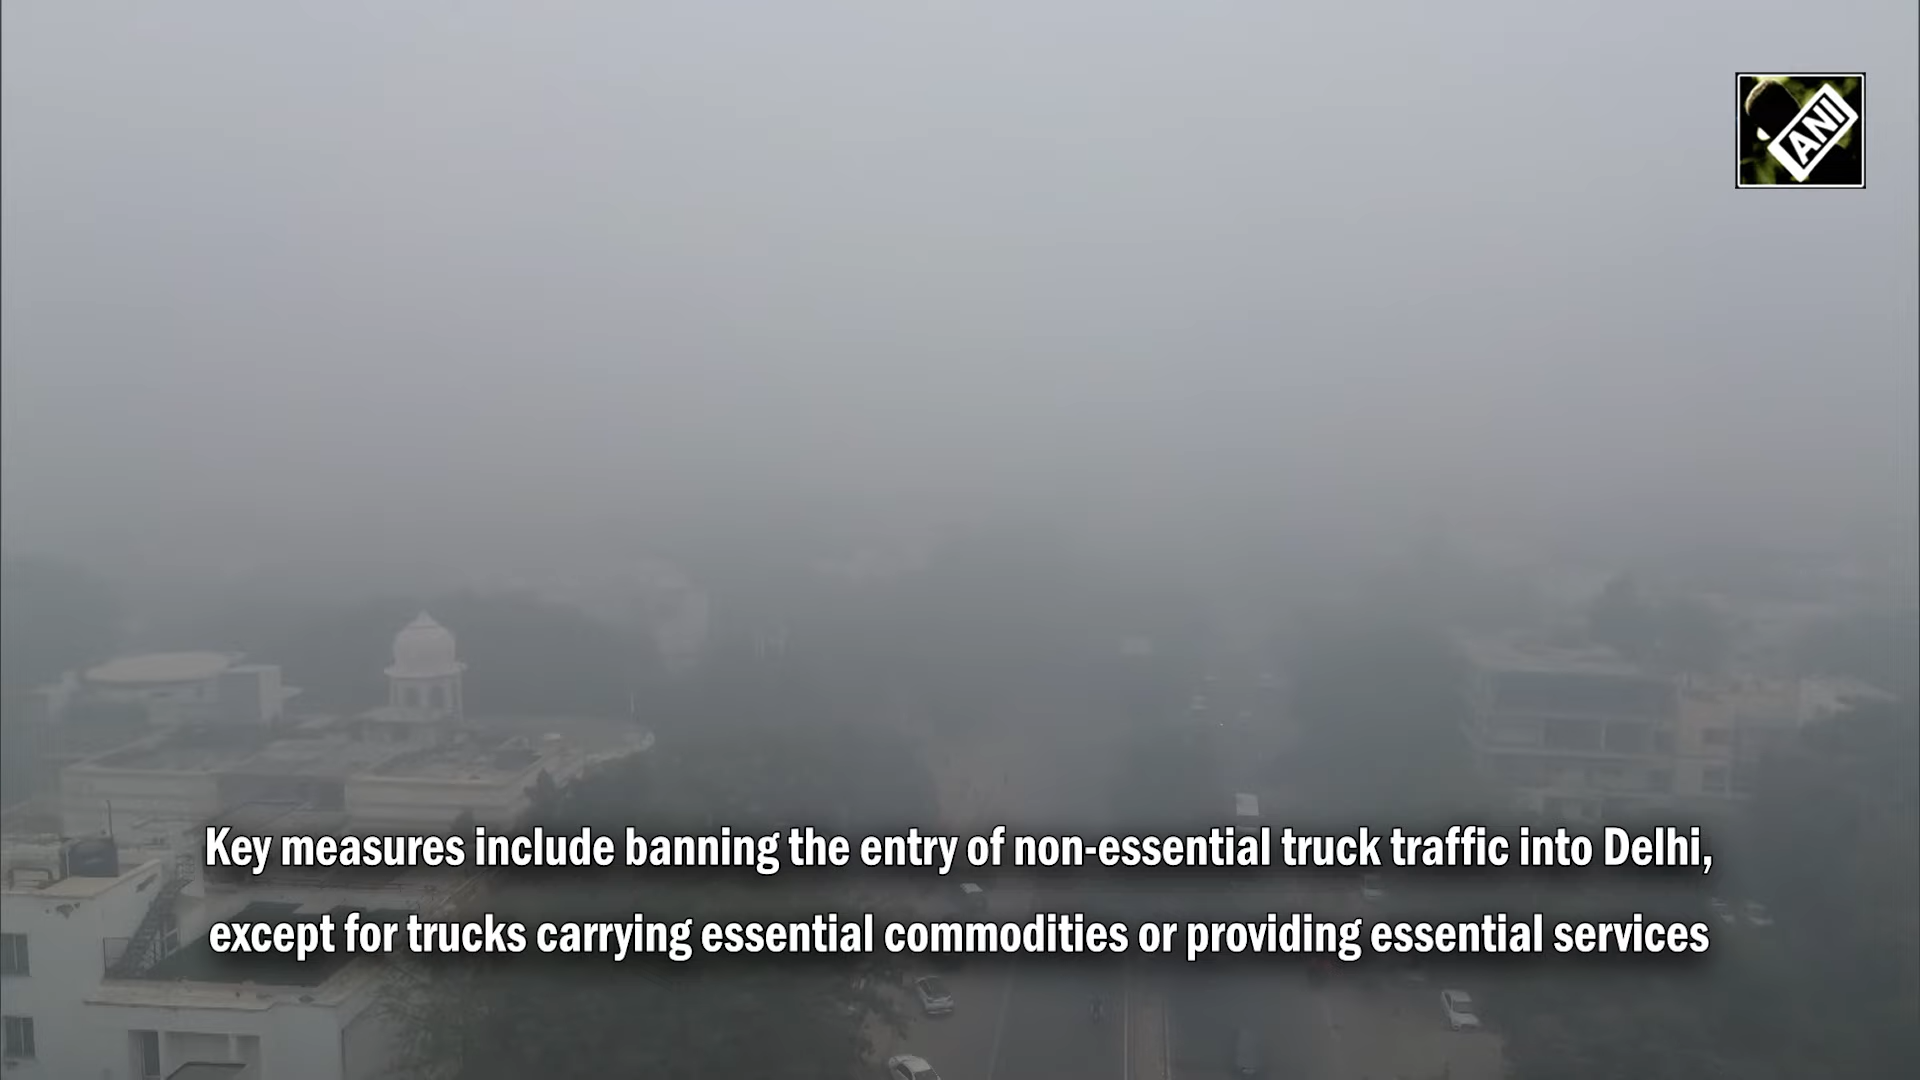 ANI
Key measures include banning the entry of non-essential truck traffic into Delhi,
except for trucks carrying essential commodities or providing essential services